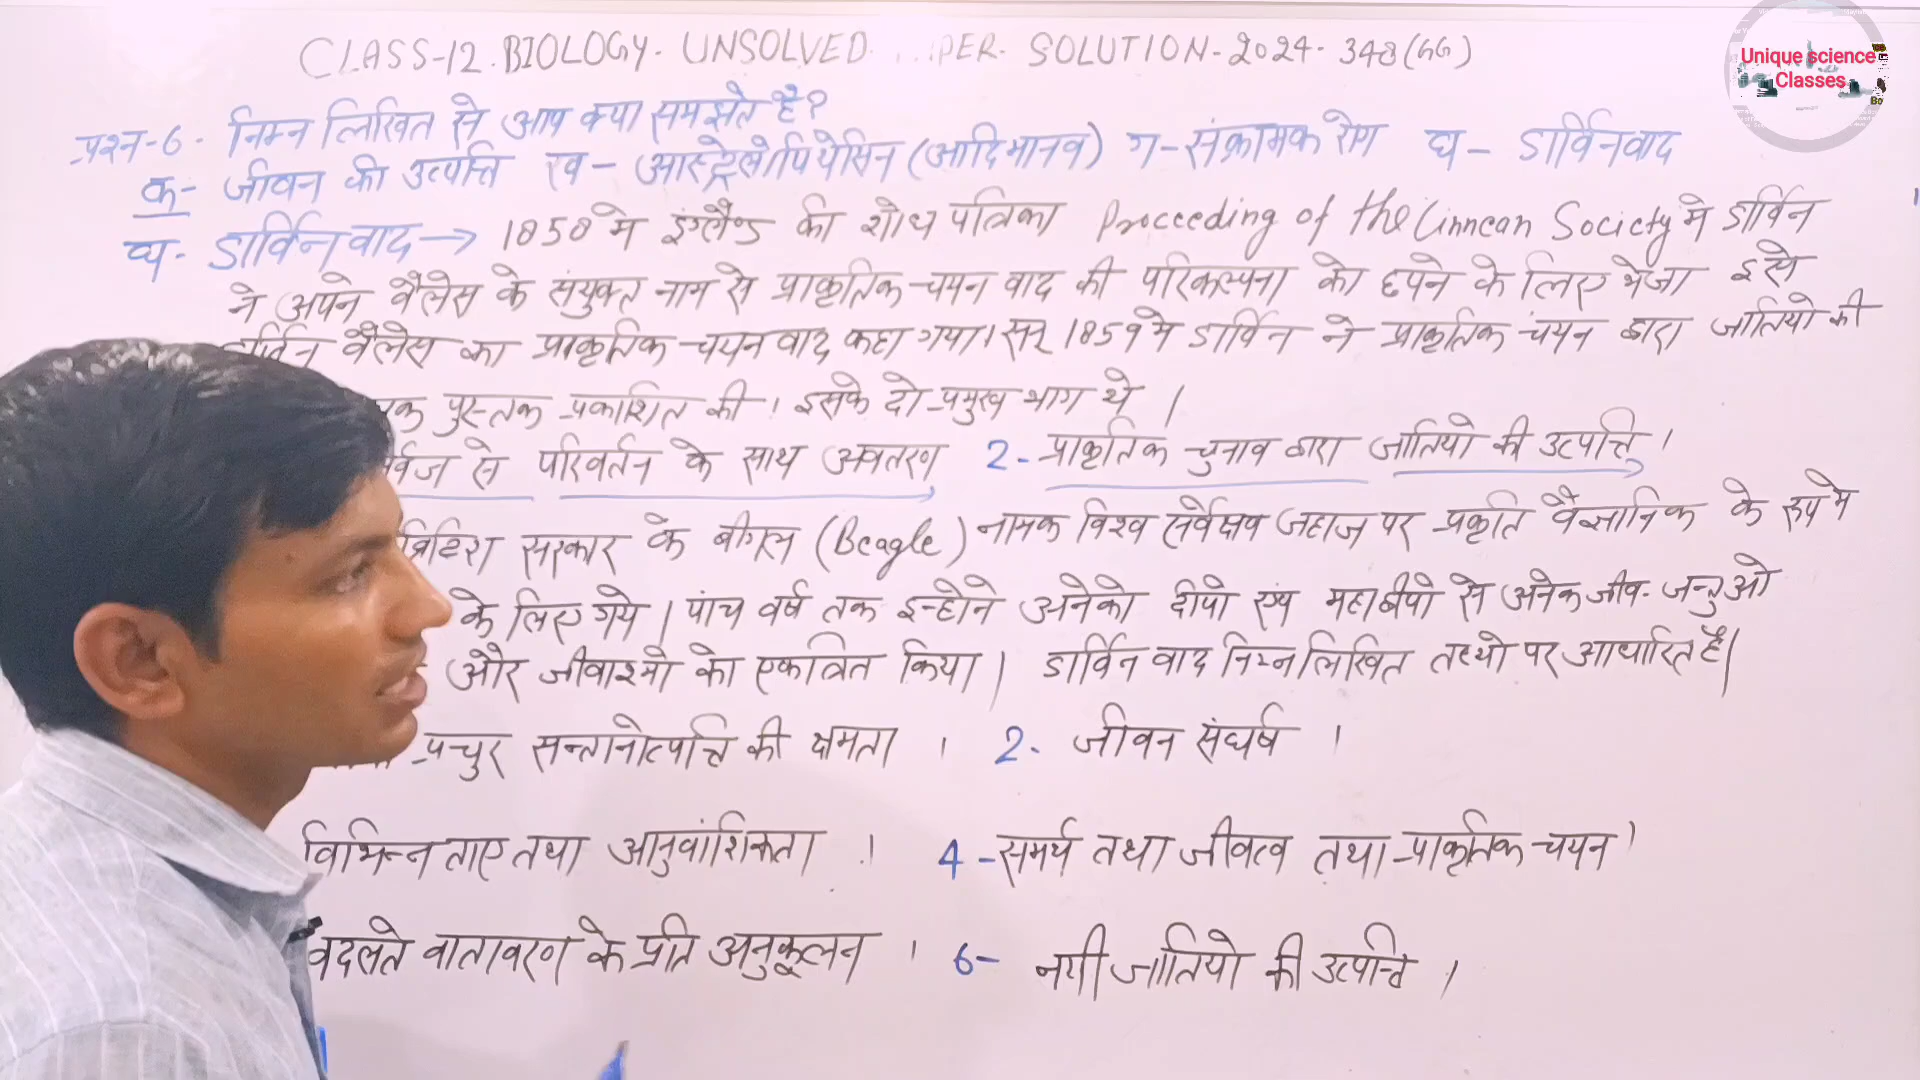 CLASS-12. BIOLOGY. UNSOLVED PER. SOLUTION-2024-348(GG)
Unique science
Classes
प्रश्न-6. निम्न लिखित से आप क्या समझते है?
क- जीवन की उत्पत्ति ख- आस्ट्रेलोपिथेसिन (आदिमानव) ग- संक्रामक रोग घ- डार्विनवाद
घ- डार्विनवाद → 1858 मे इंग्लैण्ड की शोध पत्रिका Proceeding of the linnean Society मे डार्विन
ने अपने वैलेस के संयुक्त नाम से प्राकृतिक चयन वाद की परिकल्पना को छपने के लिए भेजा इसे
वैलेस का प्राकृतिक चयन वाद कहा गया। सन् 1859 मे डार्विन ने प्राकृतिक चयन द्वारा जातियो की
पुस्तक प्रकाशित की। इसके दो प्रमुख भाग थे।
से परिवर्तन के साथ अवतरण 2- प्राकृतिक चुनाव द्वारा जातियो की उत्पत्ति।
ब्रिटिश सरकार के बीगल (Beagle) नामक विश्व सर्वेक्षण जहाज पर प्रकृति वैज्ञानिक के रूप मे
के लिए गये। पांच वर्ष तक इन्होने अनेको द्वीपो एंव महाद्वीपो से अनेक जीव-जन्तुओ
और जीवाश्मो को एकत्रित किया। डार्विन वाद निम्न लिखित तथ्यो पर आधारित है।
प्रचुर सन्तानोत्पत्ति की क्षमता । 2. जीवन संघर्ष ।
विभिन्नताए तथा आनुवांशिकता । 4- समर्थ तथा जीवत्व तथा प्राकृतिक चयन।
बदलते वातावरण के प्रति अनुकूलन । 6- नयी जातियो की उत्पत्ति ।